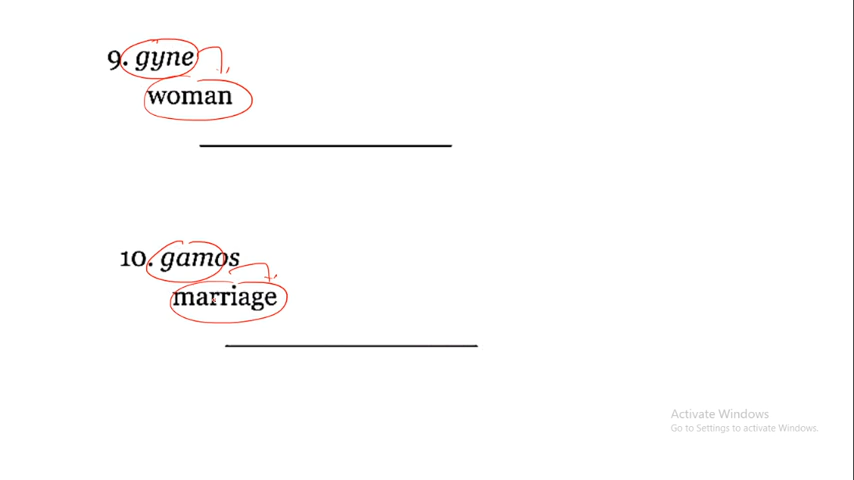 9. gyne
woman
10. gamos
marriage
Activate Windows
Go to Settings to activate Windows.